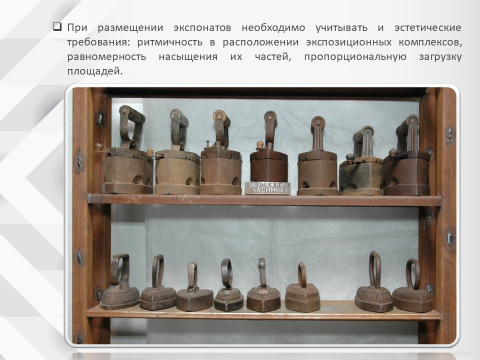 ❑ При размещении экспонатов необходимо учитывать и эстетические
требования: ритмичность в расположении экспозиционных комплексов,
равномерность насыщения их частей, пропорциональную загрузку
площадей.